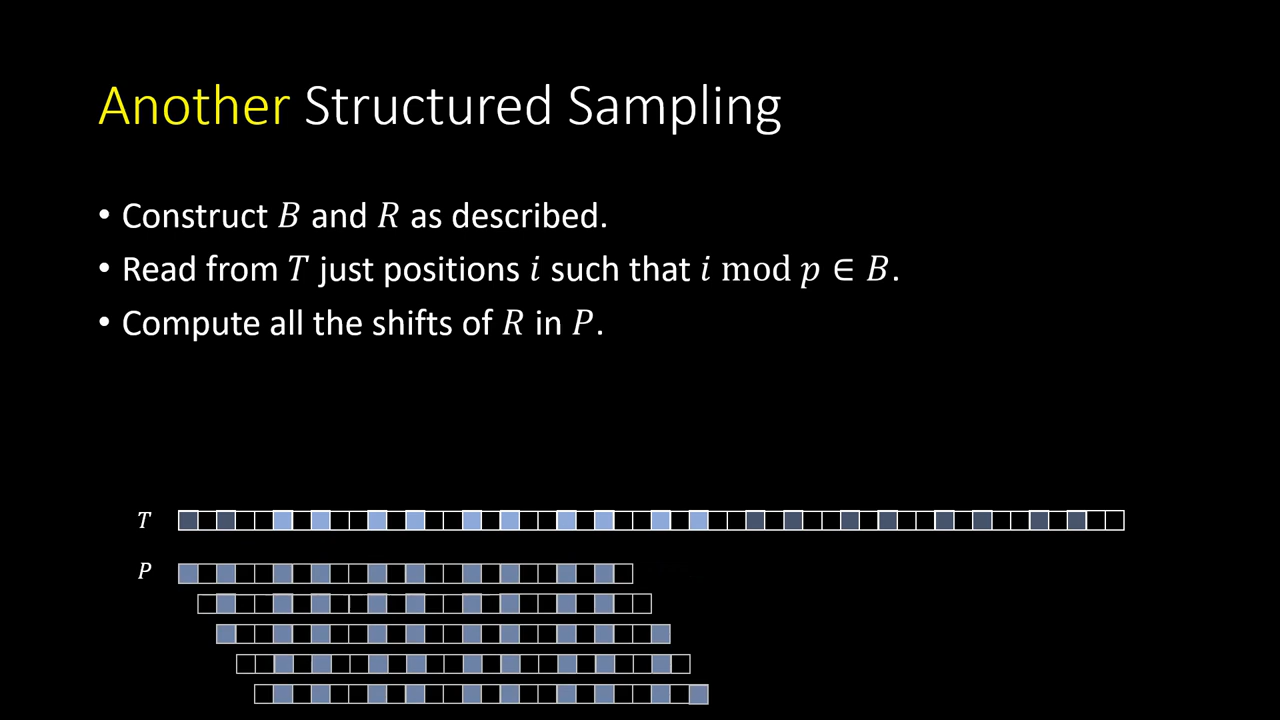 Another Structured Sampling
• Construct B and R as described.
• Read from T just positions i such that i mod p ∈ B.
• Compute all the shifts of R in P.
T
P